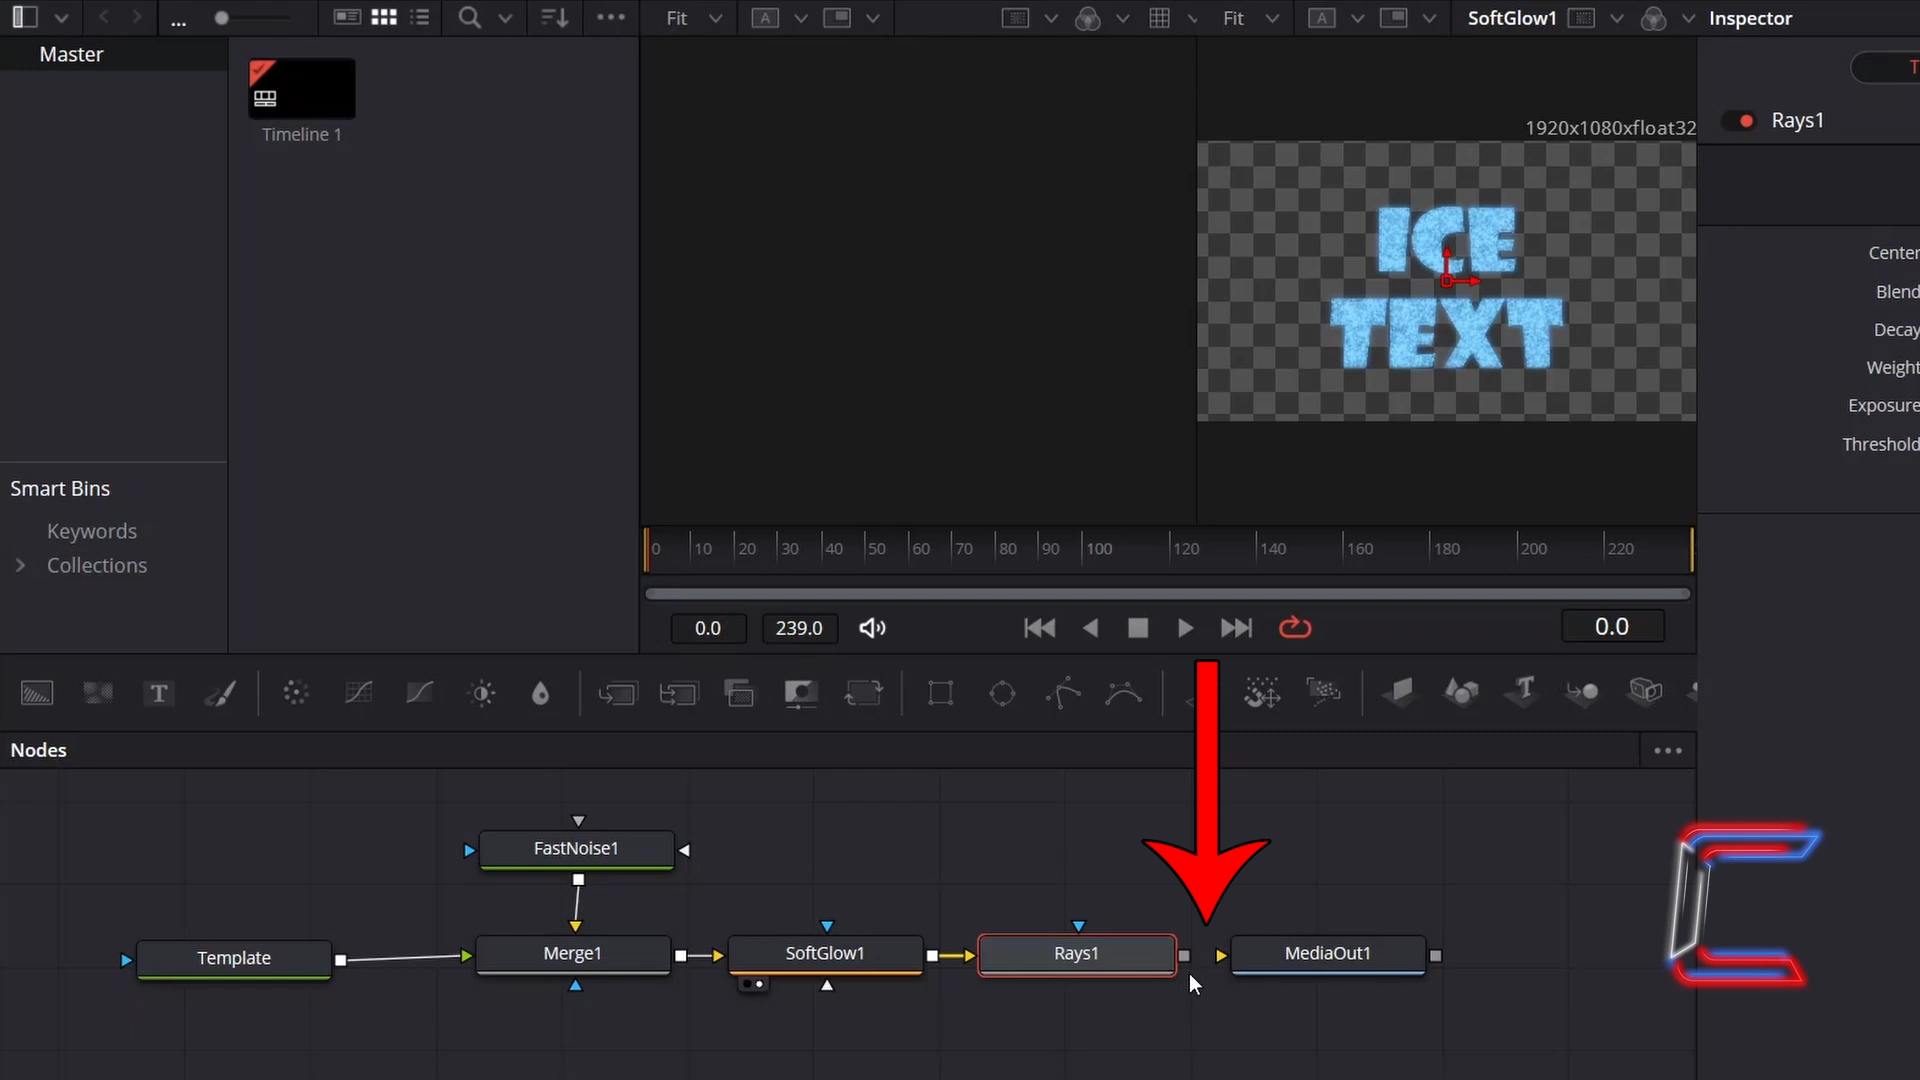 ...
Fit
A
Fit
A
SoftGlow1
Inspector
Master
Timeline 1
1920x1080xfloat32
T
Rays1
ICE
TEXT
Center
Blend
Decay
Weight
Exposure
Threshold
Smart Bins
Keywords
Collections
0 10 20 30 40 50 60 70 80 90 100 120 140 160 180 200 220
0.0
239.0
0.0
T
T
Nodes
FastNoise1
Template
Merge1
SoftGlow1
Rays1
MediaOut1
C